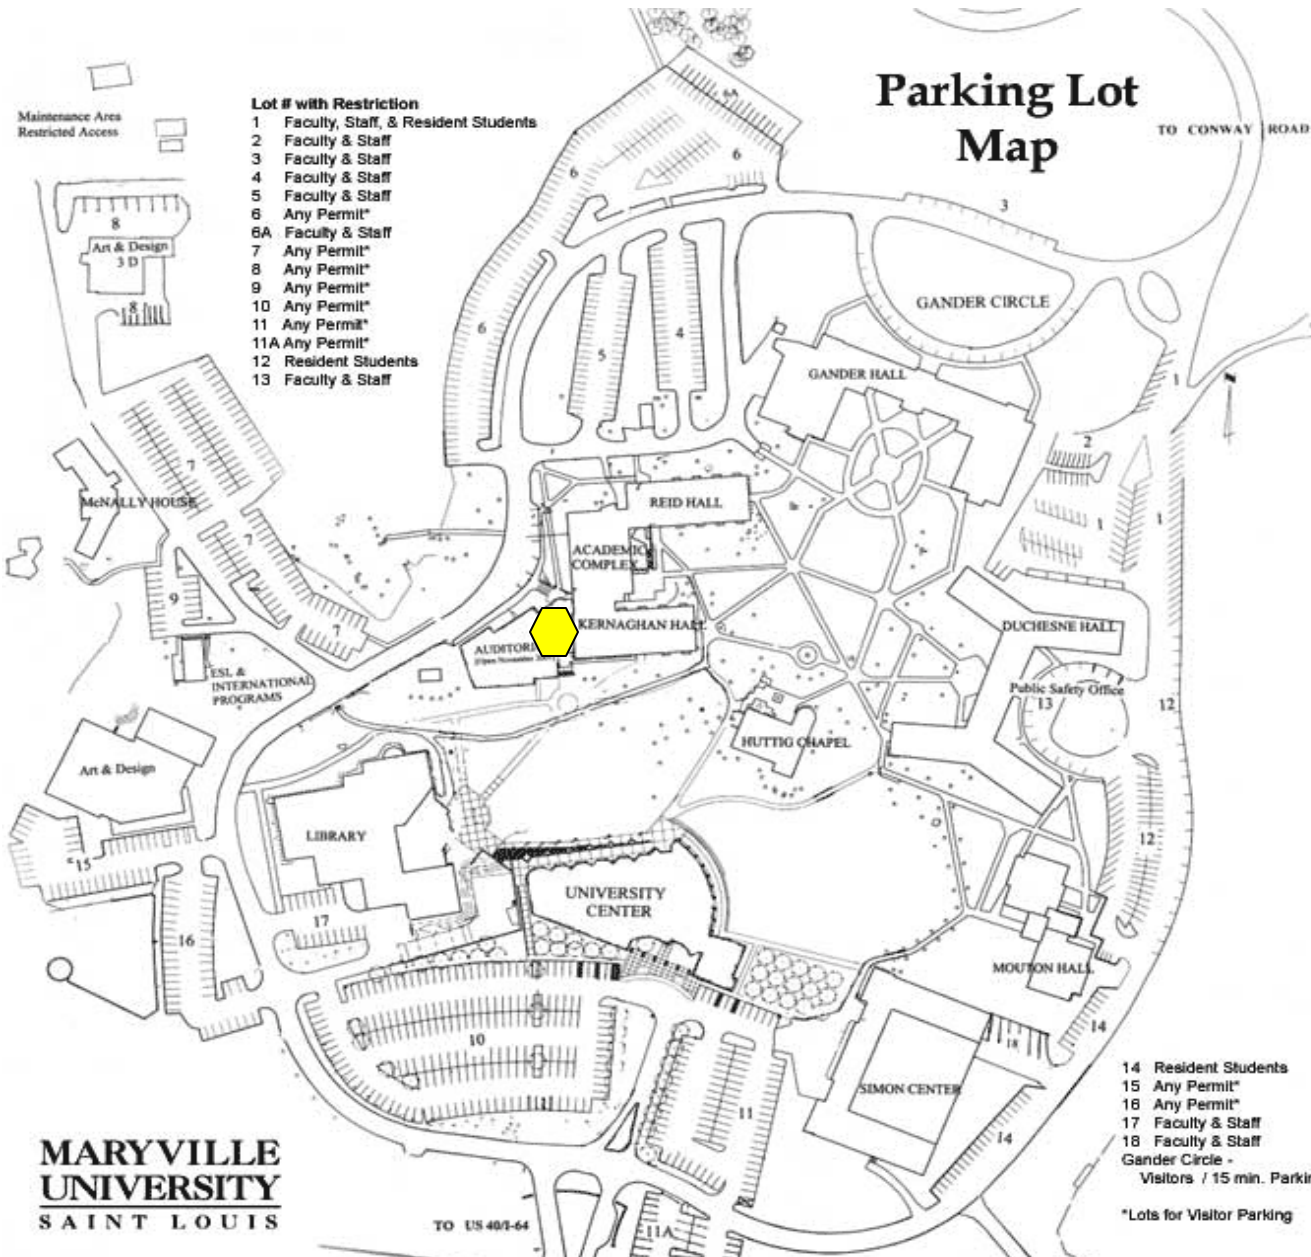 Parking Lot
Map
TO CONWAY ROAD
Maintenance Area
Restricted Access
Lot # with Restriction
1 Faculty, Staff, & Resident Students
2 Faculty & Staff
3 Faculty & Staff
4 Faculty & Staff
5 Faculty & Staff
6 Any Permit*
6A Faculty & Staff
7 Any Permit*
8 Any Permit*
9 Any Permit*
10 Any Permit*
11 Any Permit*
11A Any Permit*
12 Resident Students
13 Faculty & Staff
6A
6
6
3
8
Art & Design
3 D
8
GANDER CIRCLE
6
5
4
GANDER HALL
1
2
7
McNALLY HOUSE
REID HALL
1
1
7
ACADEMIC
COMPLEX
9
7
KERNAGHAN HALL
DUCHESNE HALL
ESL &
INTERNATIONAL
PROGRAMS
Public Safety Office
13
12
HUTTIG CHAPEL
Art & Design
LIBRARY
12
15
UNIVERSITY
CENTER
17
16
MOUTON HALL
10
14
18
SIMON CENTER
11
14
14 Resident Students
15 Any Permit*
16 Any Permit*
17 Faculty & Staff
18 Faculty & Staff
Gander Circle -
Visitors / 15 min.
*Lots for Visitor Parking
MARYVILLE
UNIVERSITY
SAINT LOUIS
TO US 40/I-64
11A